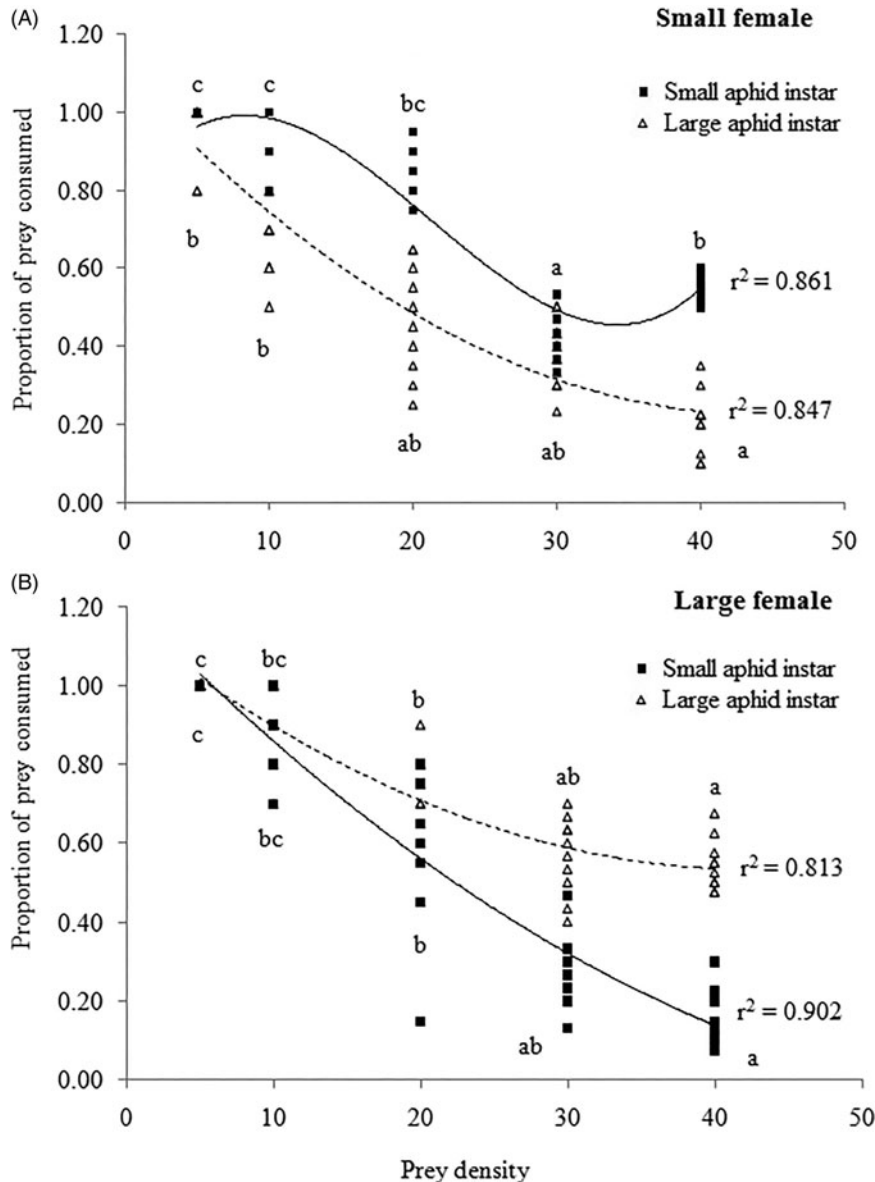 (A)
Small female
1.20
1.00
0.80
0.60
0.40
0.20
0.00
Proportion of prey consumed
■ Small aphid instar
△ Large aphid instar
c c bc a b
r² = 0.861
b b ab ab a
r² = 0.847
0 10 20 30 40 50
(B)
Large female
1.20
1.00
0.80
0.60
0.40
0.20
0.00
Proportion of prey consumed
■ Small aphid instar
△ Large aphid instar
c bc b ab a
r² = 0.813
c bc b ab a
r² = 0.902
0 10 20 30 40 50
Prey density